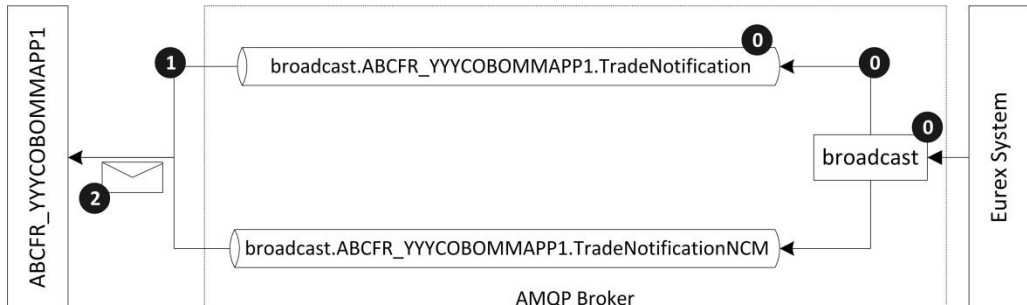 ABCFR_YYYCOBOMMAPP1
1
2
broadcast.ABCFR_YYYCOBOMMAPP1.TradeNotification
0
0
broadcast
0
broadcast.ABCFR_YYYCOBOMMAPP1.TradeNotificationNCM
AMQP Broker
Eurex System